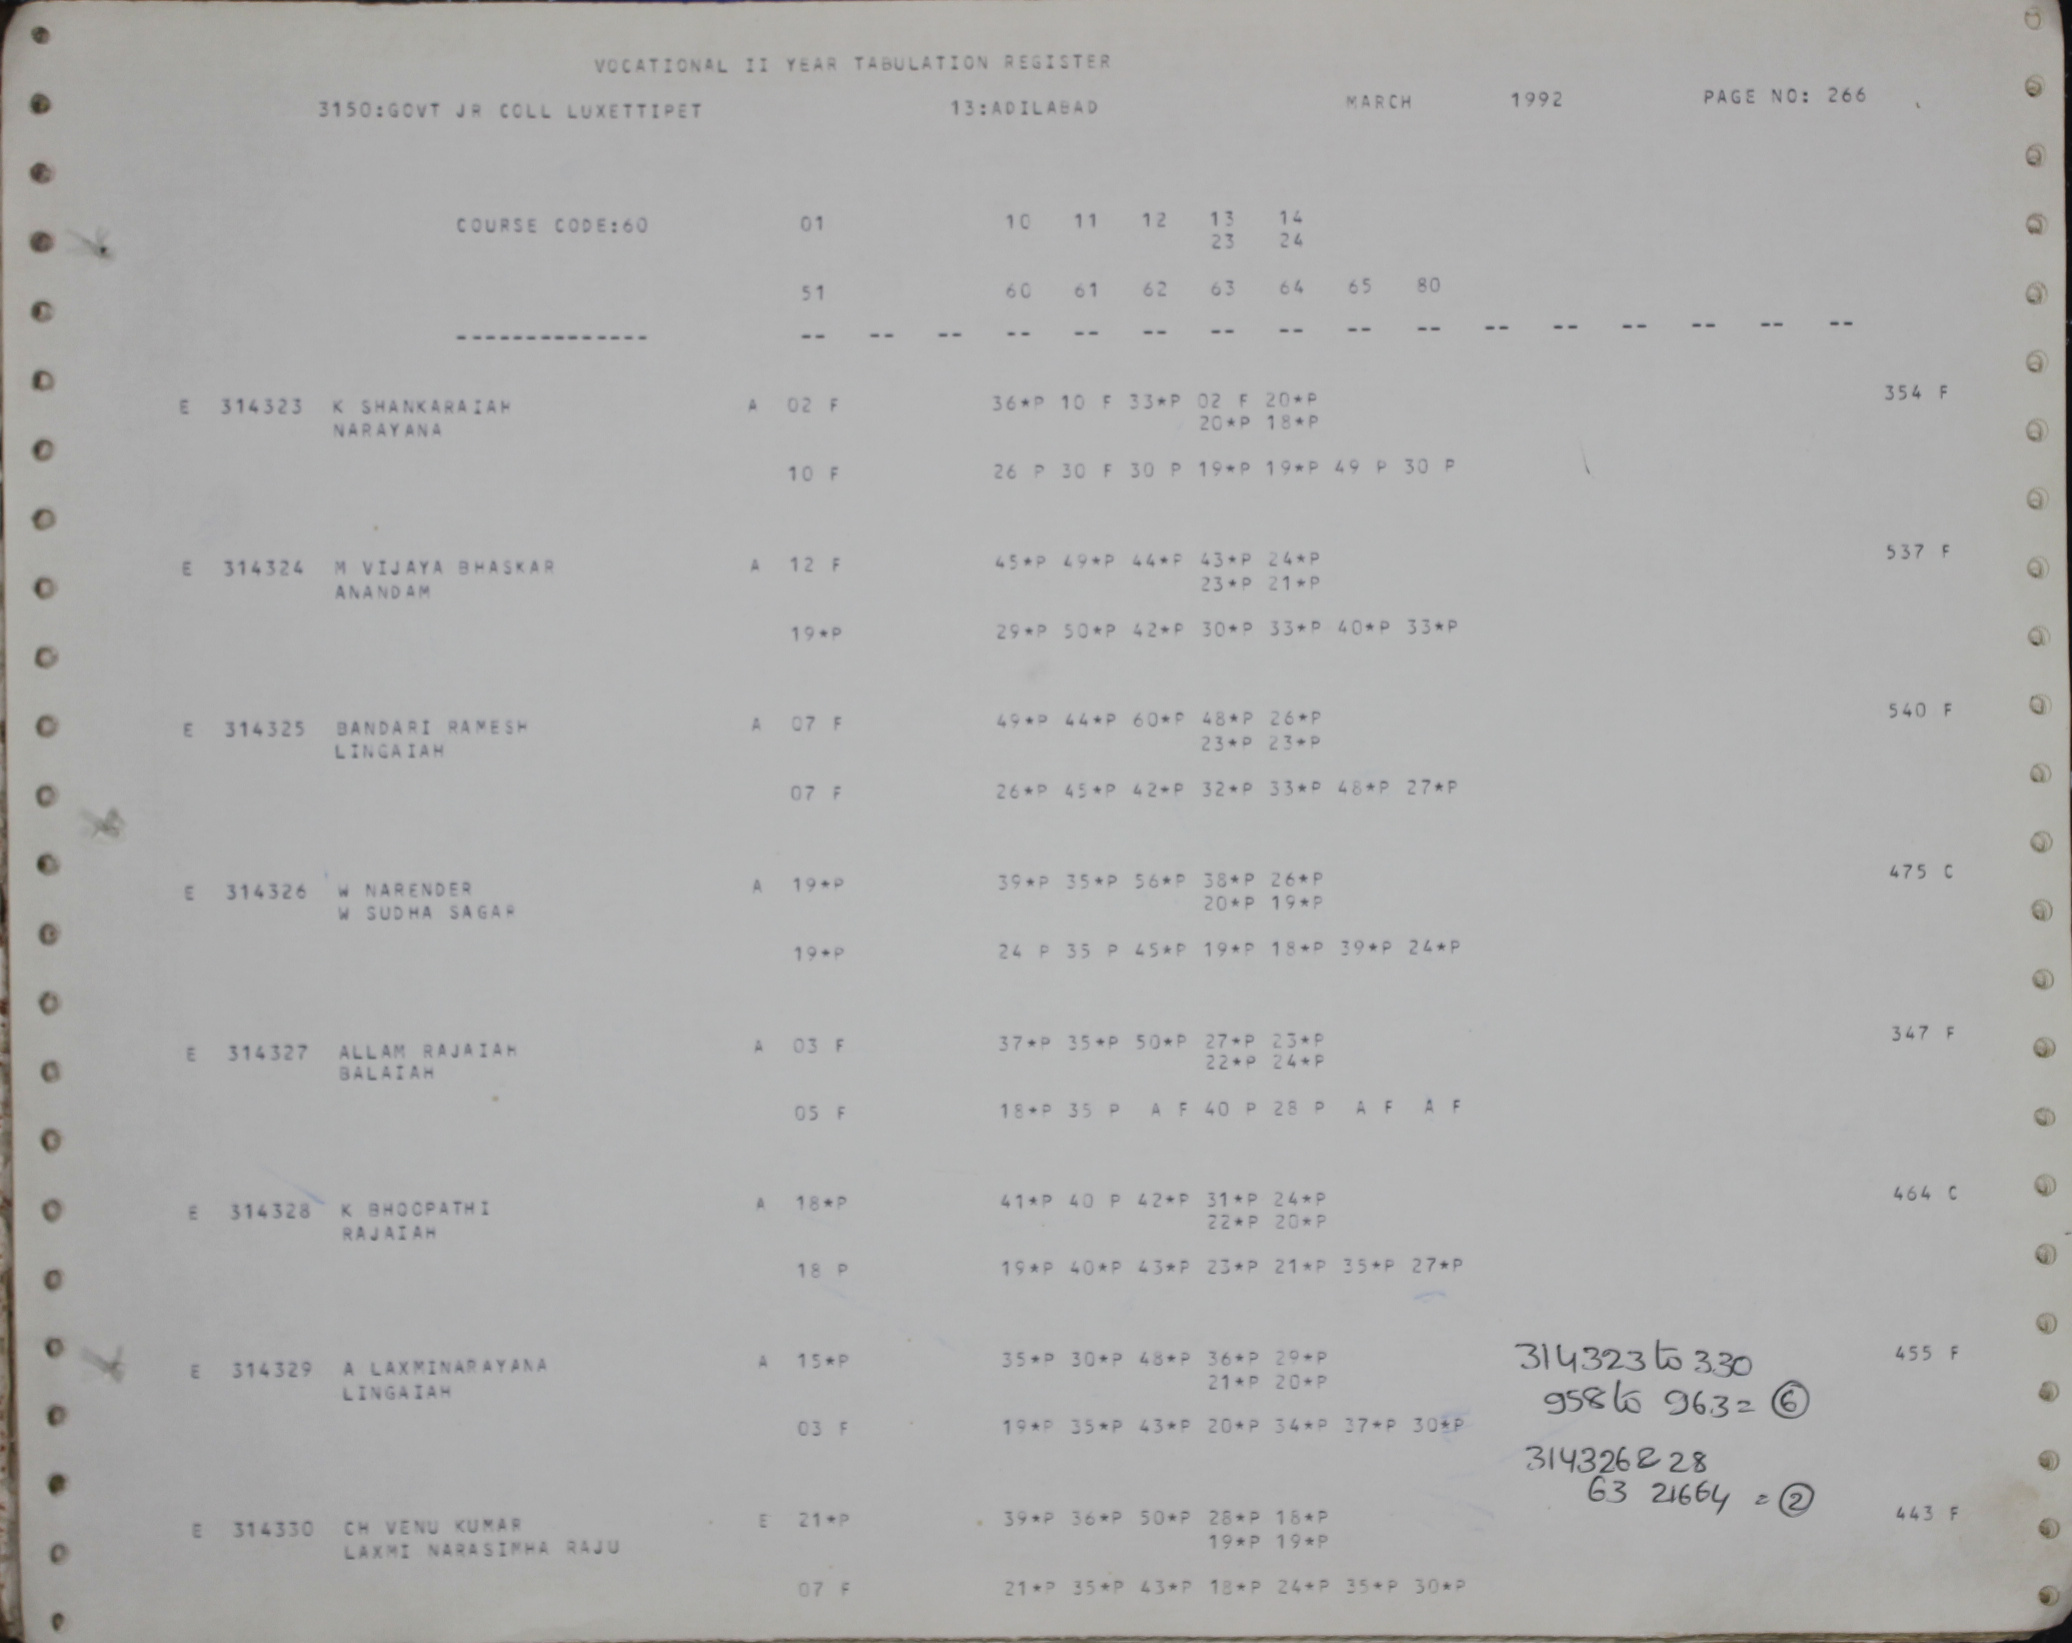 VOCATIONAL II YEAR TABULATION REGISTER
3150:GOVT JR COLL LUXETTIPET 13:ADILABAD MARCH 1992 PAGE NO: 266
COURSE CODE:60 01 10 11 12 13 14
23 24
51 60 61 62 63 64 65 80
-------------- -- -- -- -- -- -- -- -- -- -- -- -- -- -- -- --
E 314323 K SHANKARAIAH A 02 F 36*P 10 F 33*P 02 F 20*P 354 F
NARAYANA 20*P 18*P
10 F 26 P 30 F 30 P 19*P 19*P 49 P 30 P
E 314324 M VIJAYA BHASKAR A 12 F 45*P 49*P 44*P 43*P 24*P 537 F
ANANDAM 23*P 21*P
19*P 29*P 50*P 42*P 30*P 33*P 40*P 33*P
E 314325 BANDARI RAMESH A 07 F 49*P 44*P 60*P 48*P 26*P 540 F
LINGAIAH 23*P 23*P
07 F 26*P 45*P 42*P 32*P 33*P 48*P 27*P
E 314326 W NARENDER A 19*P 39*P 35*P 56*P 38*P 26*P 475 C
W SUDHA SAGAR 20*P 19*P
19*P 24 P 35 P 45*P 19*P 18*P 39*P 24*P
E 314327 ALLAM RAJAIAH A 03 F 37*P 35*P 50*P 27*P 23*P 347 F
BALAIAH 22*P 24*P
05 F 18*P 35 P A F 40 P 28 P A F A F
E 314328 K BHOOPATHI A 18*P 41*P 40 P 42*P 31*P 24*P 464 C
RAJAIAH 22*P 20*P
18 P 19*P 40*P 43*P 23*P 21*P 35*P 27*P
E 314329 A LAXMINARAYANA A 15*P 35*P 30*P 48*P 36*P 29*P 455 F
LINGAIAH 21*P 20*P
03 F 19*P 35*P 43*P 20*P 34*P 37*P 30*P
314323 to 330
958 to 963 = 6
314326 & 28
63 21664 = 2
E 314330 CH VENU KUMAR E 21*P 39*P 36*P 50*P 28*P 18*P 443 F
LAXMI NARASIMHA RAJU 19*P 19*P
07 F 21*P 35*P 43*P 18*P 24*P 35*P 30*P